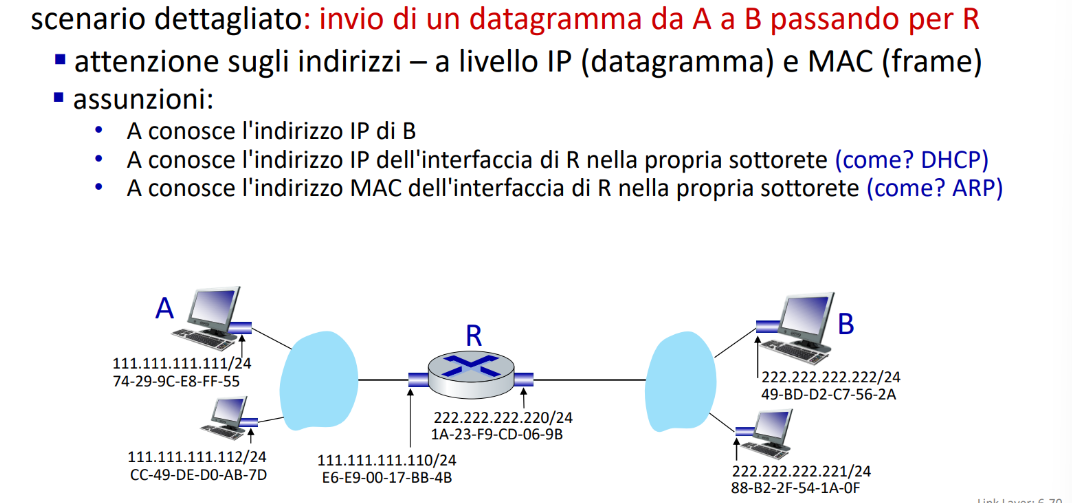 scenario dettagliato: invio di un datagramma da A a B passando per R
attenzione sugli indirizzi – a livello IP (datagramma) e MAC (frame)
assunzioni:
A conosce l'indirizzo IP di B
A conosce l'indirizzo IP dell'interfaccia di R nella propria sottorete (come? DHCP)
A conosce l'indirizzo MAC dell'interfaccia di R nella propria sottorete (come? ARP)
A
R
B
111.111.111.111/24
74-29-9C-E8-FF-55
222.222.222.222/24
49-BD-D2-C7-56-2A
222.222.222.220/24
1A-23-F9-CD-06-9B
111.111.111.112/24
CC-49-DE-D0-AB-7D
111.111.111.110/24
E6-E9-00-17-BB-4B
222.222.222.221/24
88-B2-2F-54-1A-0F